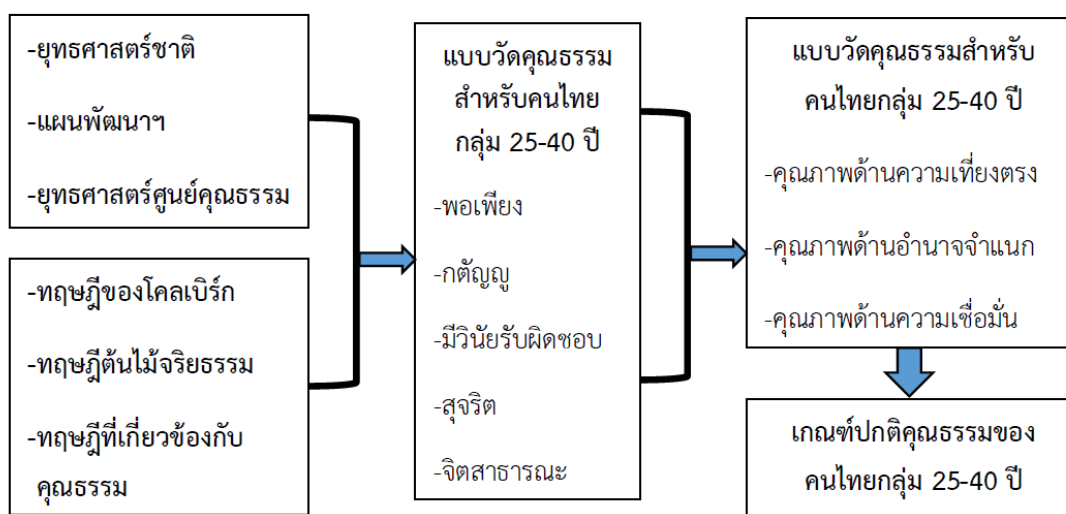 -ยุทธศาสตร์ชาติ
-แผนพัฒนาฯ
-ยุทธศาสตร์ศูนย์คุณธรรม
-ทฤษฎีของโคลเบิร์ก
-ทฤษฎีต้นไม้จริยธรรม
-ทฤษฎีที่เกี่ยวข้องกับ
คุณธรรม
แบบวัดคุณธรรม
สำหรับคนไทย
กลุ่ม 25-40 ปี
-พอเพียง
-กตัญญู
-มีวินัยรับผิดชอบ
-สุจริต
-จิตสาธารณะ
แบบวัดคุณธรรมสำหรับ
คนไทยกลุ่ม 25-40 ปี
-คุณภาพด้านความเที่ยงตรง
-คุณภาพด้านอำนาจจำแนก
-คุณภาพด้านความเชื่อมั่น
เกณฑ์ปกติคุณธรรมของ
คนไทยกลุ่ม 25-40 ปี